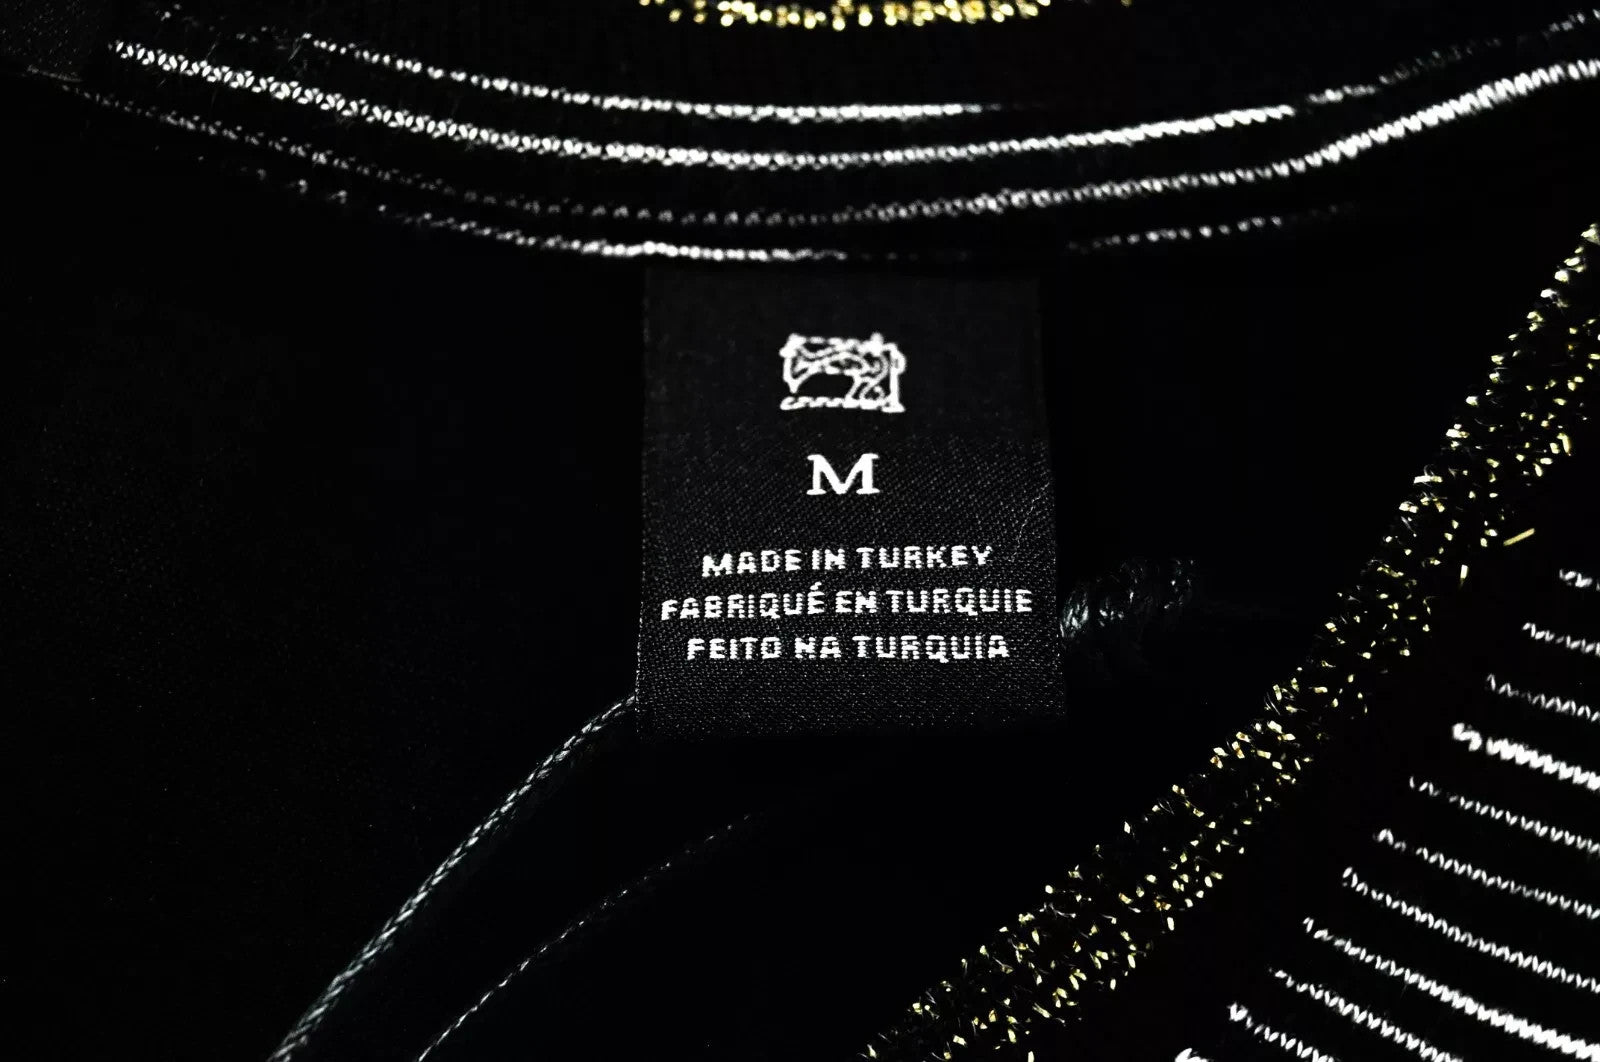 M
MADE IN TURKEY
FABRIQUÉ EN TURQUIE
FEITO NA TURQUIA